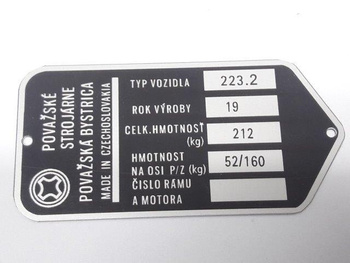 POVAŽSKÉ
STROJÁRNE
POVAŽSKÁ BYSTRICA
MADE IN CZECHOSLOVAKIA
TYP VOZIDLA 223.2
ROK VÝROBY 19
CELK.HMOTNOSŤ (kg) 212
HMOTNOST
NA OSI P/Z (kg) 52/160
ČÍSLO RÁMU
A MOTORA